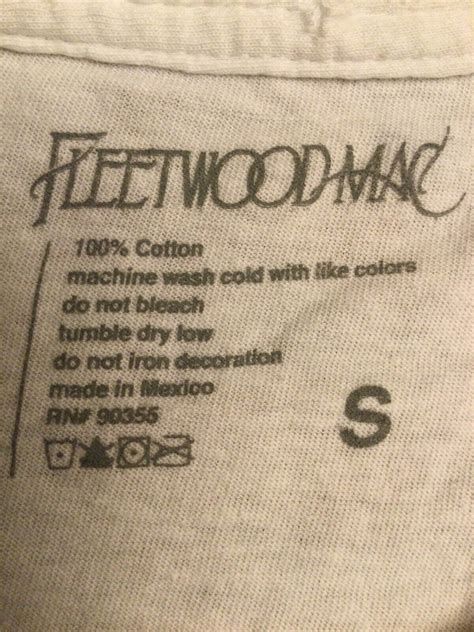 FLEETWOOD MAC
100% Cotton
machine wash cold with like colors
do not bleach
tumble dry low
do not iron decoration
made in Mexico
RN# 90355
S